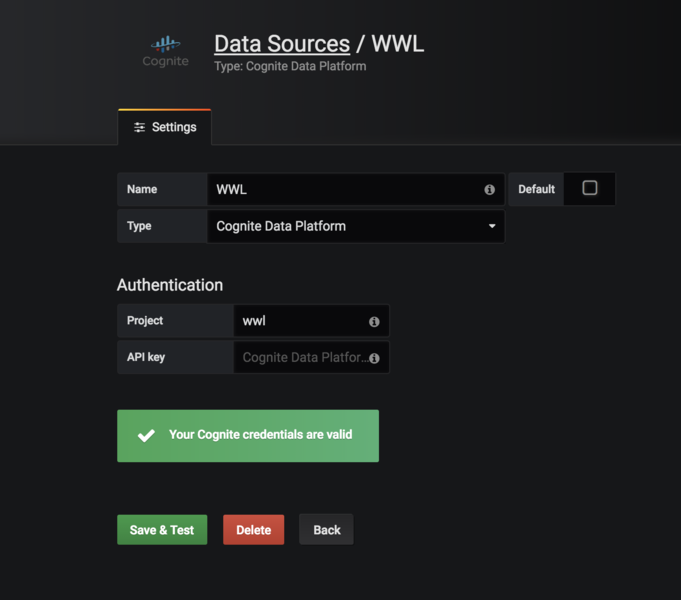 Cognite
Data Sources / WWL
Type: Cognite Data Platform
Settings
Name WWL Default
Type Cognite Data Platform
Authentication
Project wwl
API key Cognite Data Platfor...
Your Cognite credentials are valid
Save & Test Delete Back